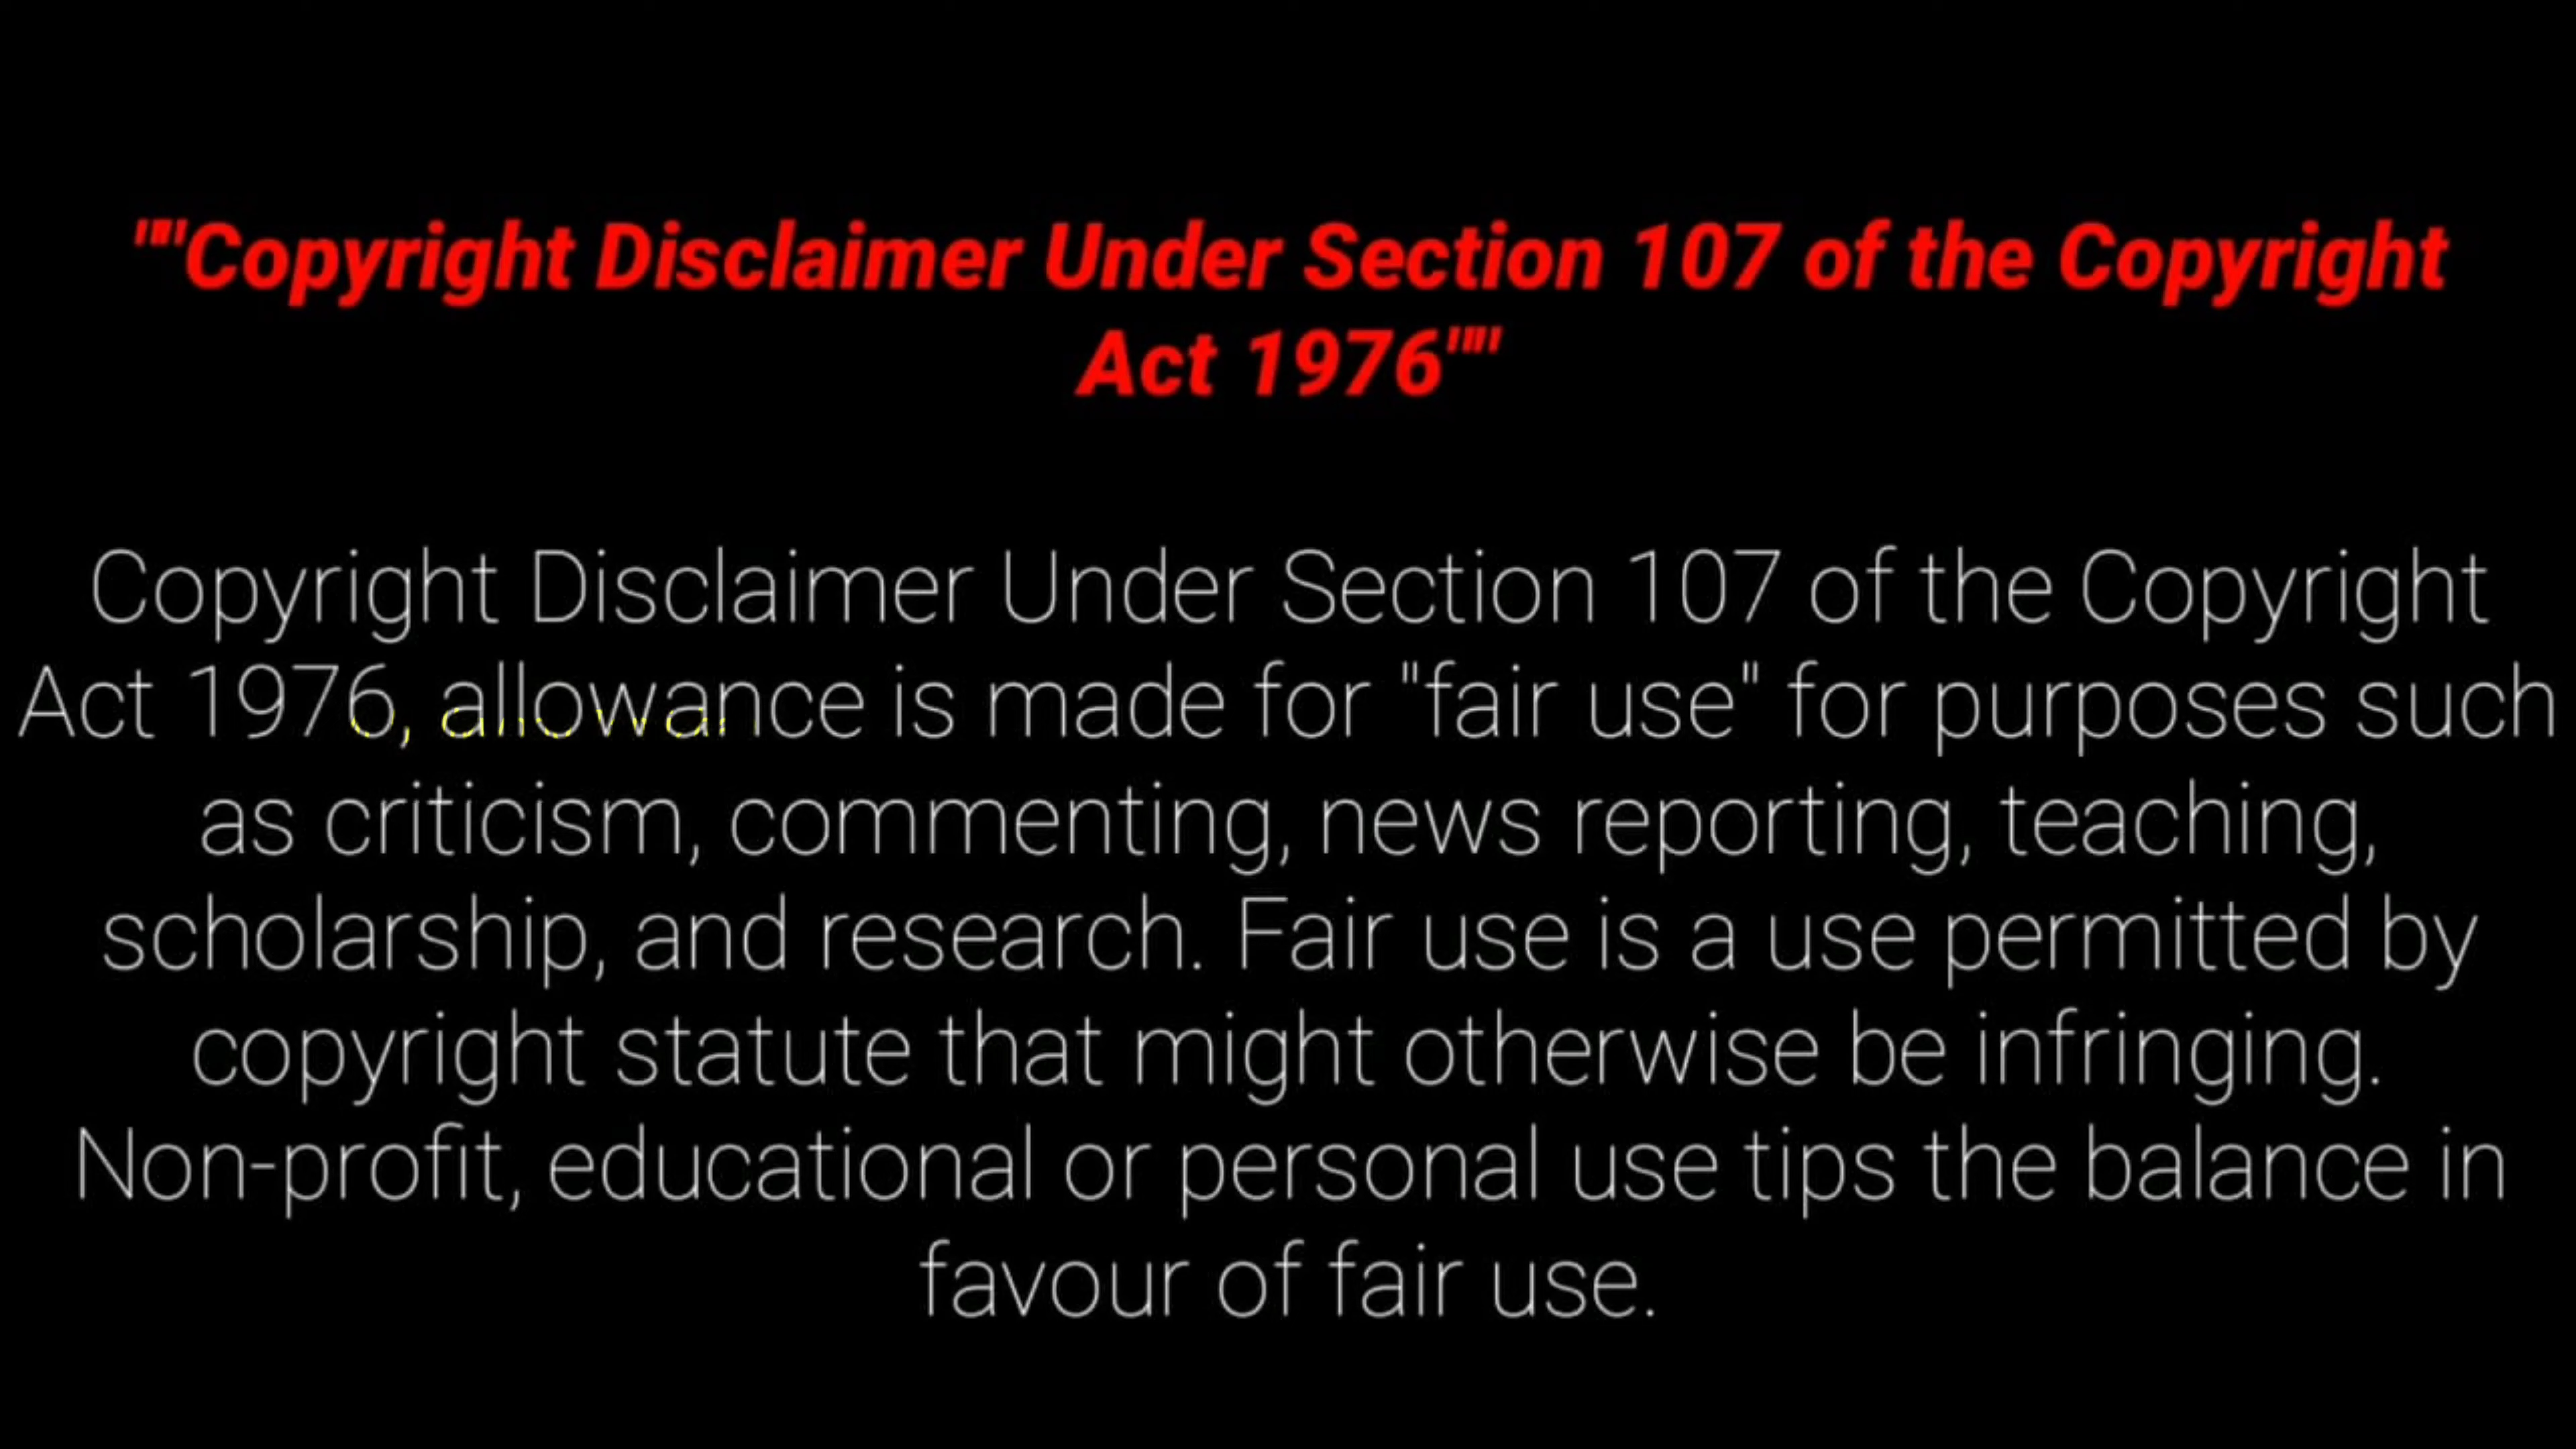 ""Copyright Disclaimer Under Section 107 of the Copyright
Act 1976""
Copyright Disclaimer Under Section 107 of the Copyright
Act 1976, allowance is made for "fair use" for purposes such
as criticism, commenting, news reporting, teaching,
scholarship, and research. Fair use is a use permitted by
copyright statute that might otherwise be infringing.
Non-profit, educational or personal use tips the balance in
favour of fair use.